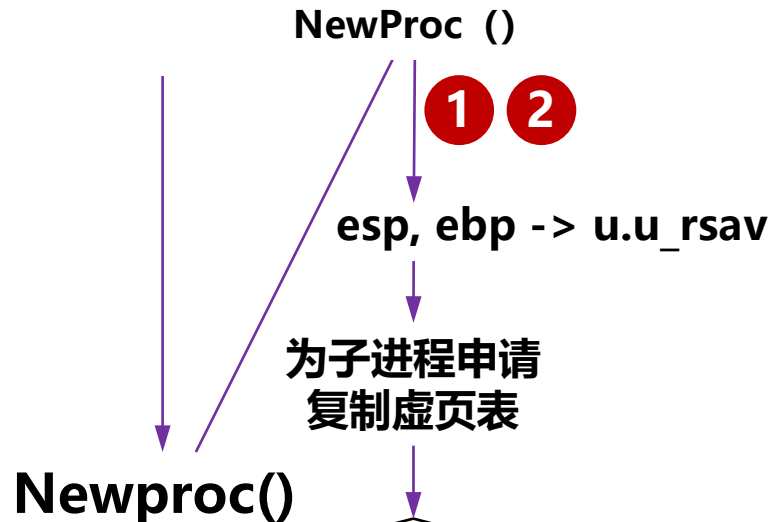 NewProc ()
1 2
esp, ebp -> u.u_rsav
为子进程申请
复制虚页表
Newproc()